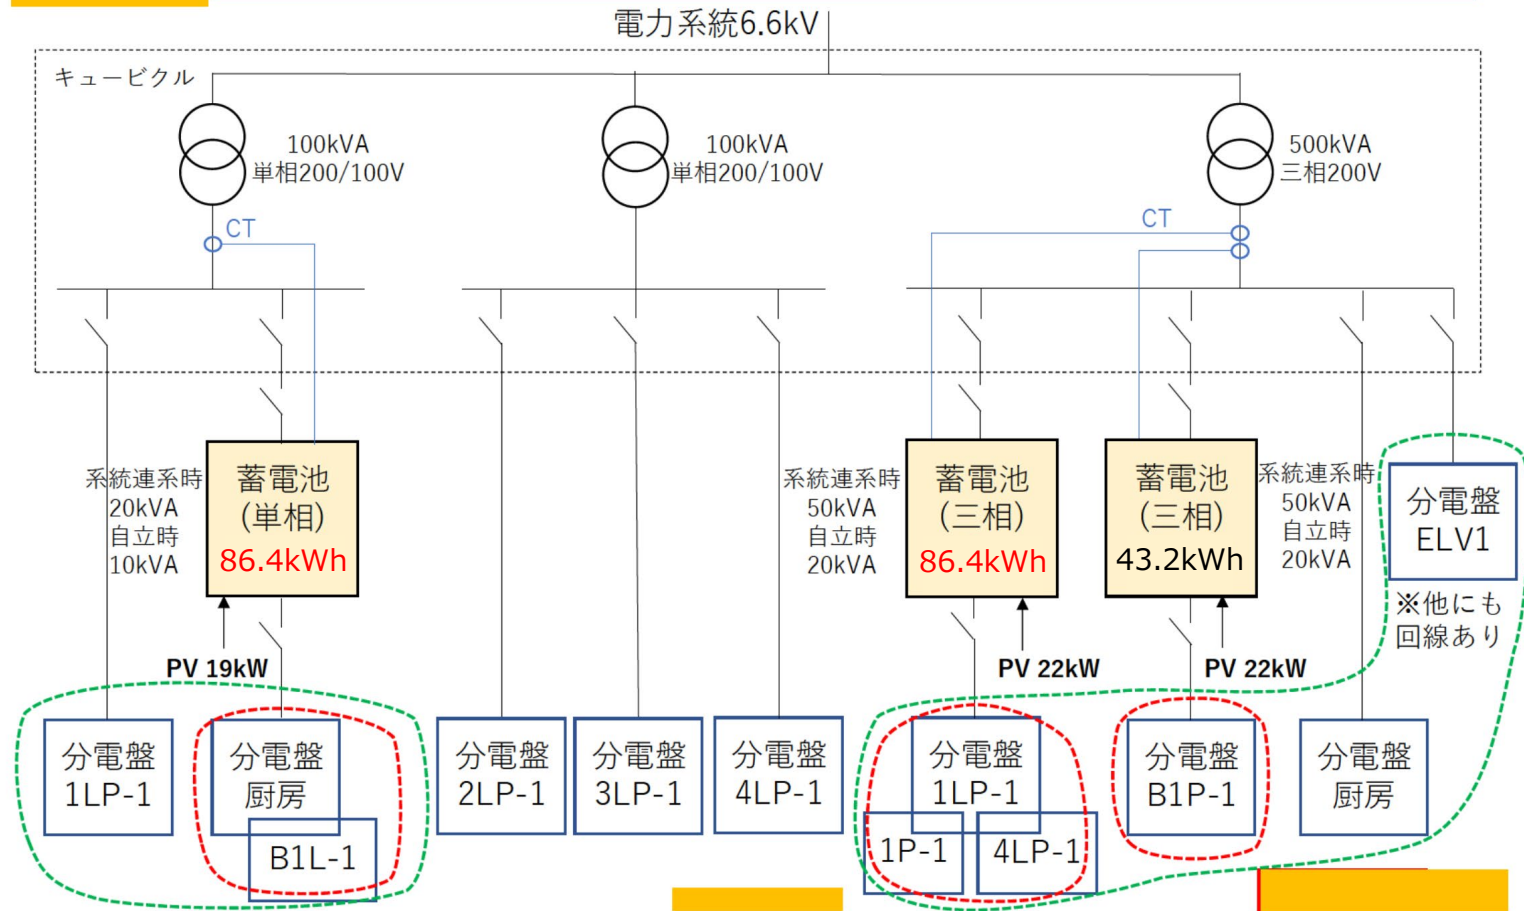 電力系統6.6kV
キュービクル
100kVA
単相200/100V
100kVA
単相200/100V
500kVA
三相200V
CT
CT
系統連系時
20kVA
自立時
10kVA
蓄電池
(単相)
86.4kWh
系統連系時
50kVA
自立時
20kVA
蓄電池
(三相)
86.4kWh
蓄電池
(三相)
43.2kWh
系統連系時
50kVA
自立時
20kVA
分電盤
ELV1
※他にも
回線あり
PV 19kW
PV 22kW
PV 22kW
分電盤
1LP-1
分電盤
厨房
B1L-1
分電盤
2LP-1
分電盤
3LP-1
分電盤
4LP-1
分電盤
1LP-1
1P-1
4LP-1
分電盤
B1P-1
分電盤
厨房